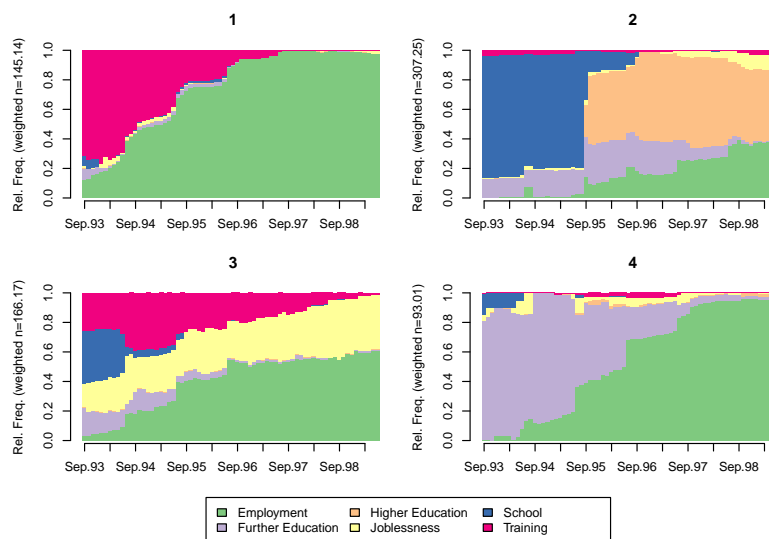 1
Rel. Freq. (weighted n=145.14)
1.0
0.8
0.6
0.4
0.2
0.0
Sep.93 Sep.94 Sep.95 Sep.96 Sep.97 Sep.98
2
Rel. Freq. (weighted n=307.25)
1.0
0.8
0.6
0.4
0.2
0.0
Sep.93 Sep.94 Sep.95 Sep.96 Sep.97 Sep.98
3
Rel. Freq. (weighted n=166.17)
1.0
0.8
0.6
0.4
0.2
0.0
Sep.93 Sep.94 Sep.95 Sep.96 Sep.97 Sep.98
4
Rel. Freq. (weighted n=93.01)
1.0
0.8
0.6
0.4
0.2
0.0
Sep.93 Sep.94 Sep.95 Sep.96 Sep.97 Sep.98
Employment Higher Education School
Further Education Joblessness Training